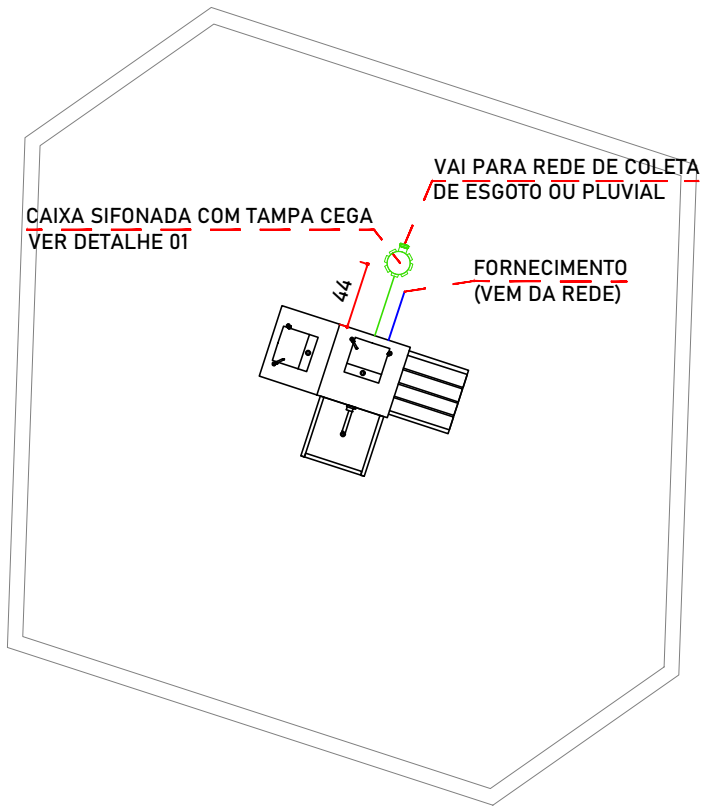 VAI PARA REDE DE COLETA
DE ESGOTO OU PLUVIAL
CAIXA SIFONADA COM TAMPA CEGA
VER DETALHE 01
FORNECIMENTO
(VEM DA REDE)
44